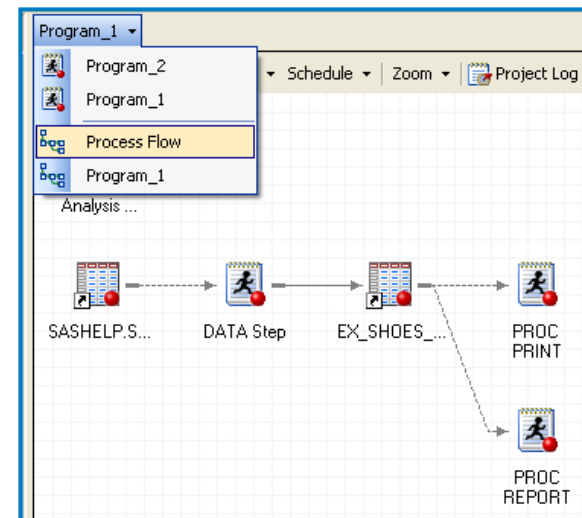 Program_1
Program_2
Schedule Zoom Project Log
Program_1
Process Flow
Program_1
Analysis ...
SASHELP.S... DATA Step EX_SHOES_... PROC
PRINT
PROC
REPORT